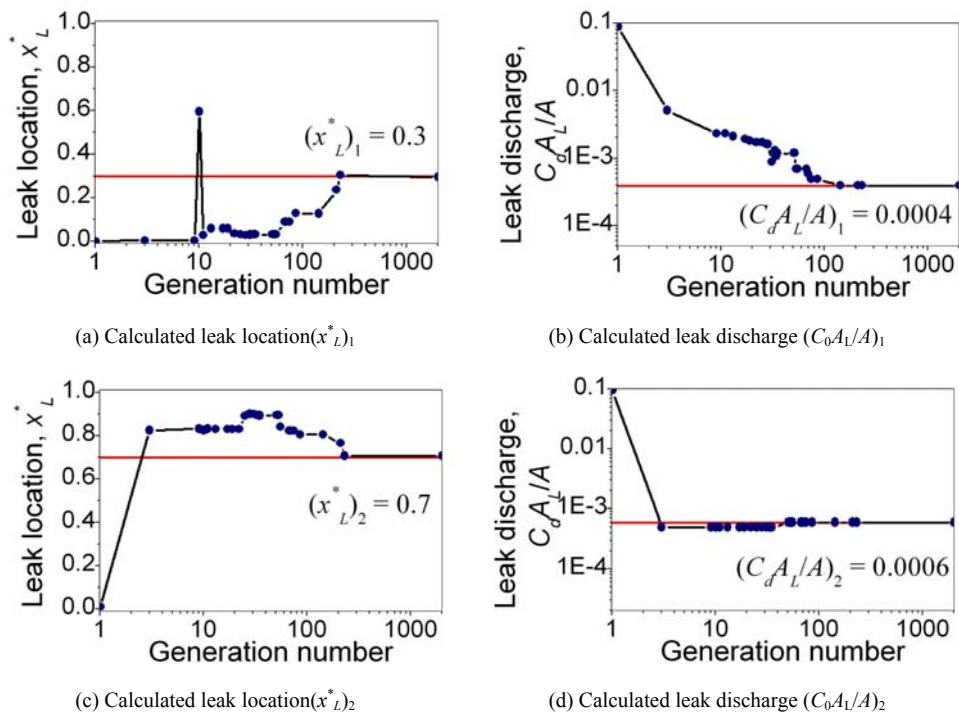 Leak location, x*L
1.0
0.8
0.6
0.4
0.2
0.0
(x*L)1 = 0.3
1 10 100 1000
Generation number
(a) Calculated leak location(x*L)1
Leak discharge,
CdAL/A
0.1
0.01
1E-3
1E-4
(CdAL/A)1 = 0.0004
1 10 100 1000
Generation number
(b) Calculated leak discharge (C0AL/A)1
Leak location, x*L
1.0
0.8
0.6
0.4
0.2
0.0
(x*L)2 = 0.7
1 10 100 1000
Generation number
(c) Calculated leak location(x*L)2
Leak discharge,
CdAL/A
0.1
0.01
1E-3
1E-4
(CdAL/A)2 = 0.0006
1 10 100 1000
Generation number
(d) Calculated leak discharge (C0AL/A)2